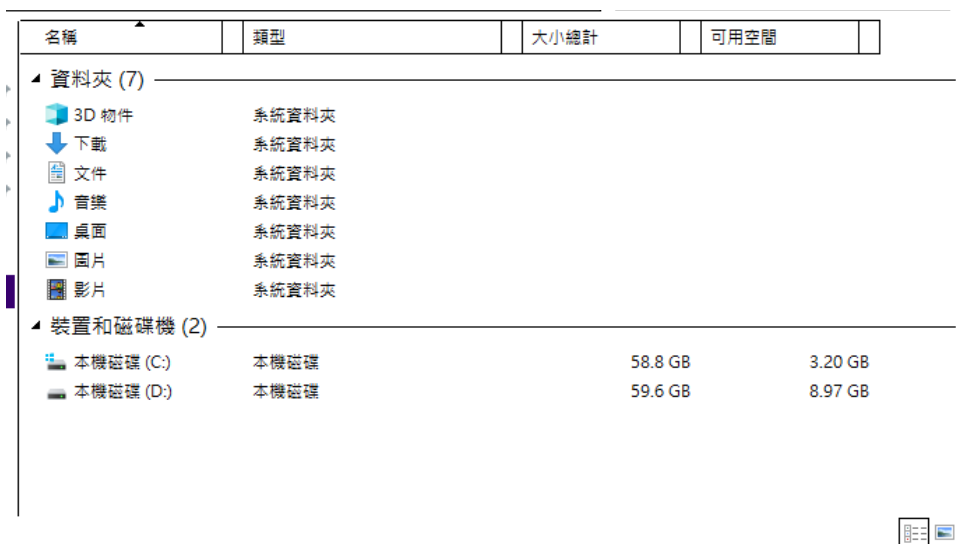 名稱 類型 大小總計 可用空間
資料夾 (7)
3D 物件 系統資料夾
下載 系統資料夾
文件 系統資料夾
音樂 系統資料夾
桌面 系統資料夾
圖片 系統資料夾
影片 系統資料夾
裝置和磁碟機 (2)
本機磁碟 (C:) 本機磁碟 58.8 GB 3.20 GB
本機磁碟 (D:) 本機磁碟 59.6 GB 8.97 GB